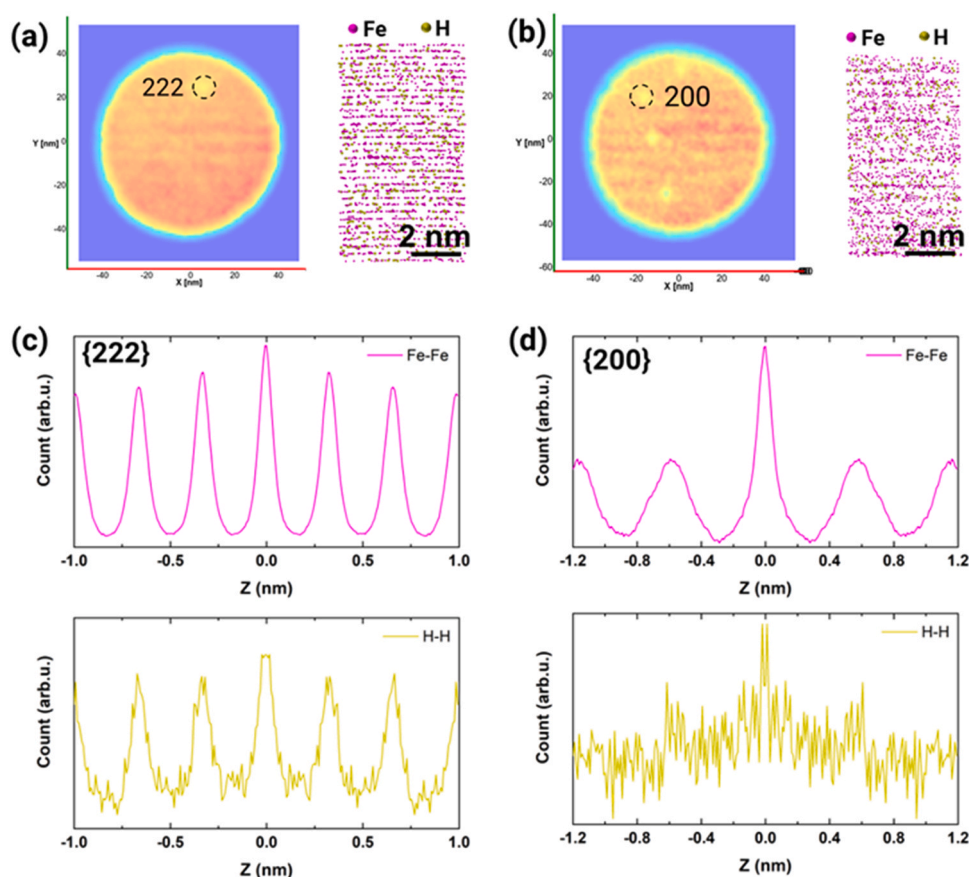 (a)
Fe H
222
40
20
Y [nm] 0
-20
-40
-40 -20 0 20 40
X [nm]
2 nm
(b)
Fe H
200
40
20
Y [nm] 0
-20
-40
-60
-40 -20 0 20 40
X [nm]
2 nm
(c)
{222}
Fe-Fe
Count (arb.u.)
-1.0 -0.5 0.0 0.5 1.0
Z (nm)
H-H
Count (arb.u.)
-1.0 -0.5 0.0 0.5 1.0
Z (nm)
(d)
{200}
Fe-Fe
Count (arb.u.)
-1.2 -0.8 -0.4 0.0 0.4 0.8 1.2
Z (nm)
H-H
Count (arb.u.)
-1.2 -0.8 -0.4 0.0 0.4 0.8 1.2
Z (nm)